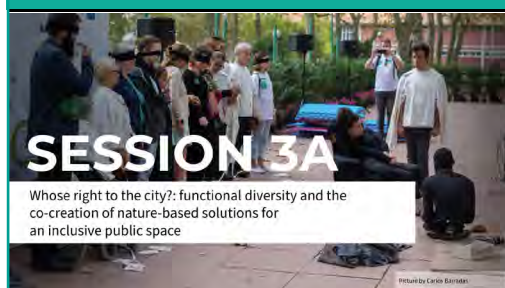 SESSION 3A
Whose right to the city?: functional diversity and the
co-creation of nature-based solutions for
an inclusive public space
Picture by Carlos Barradas